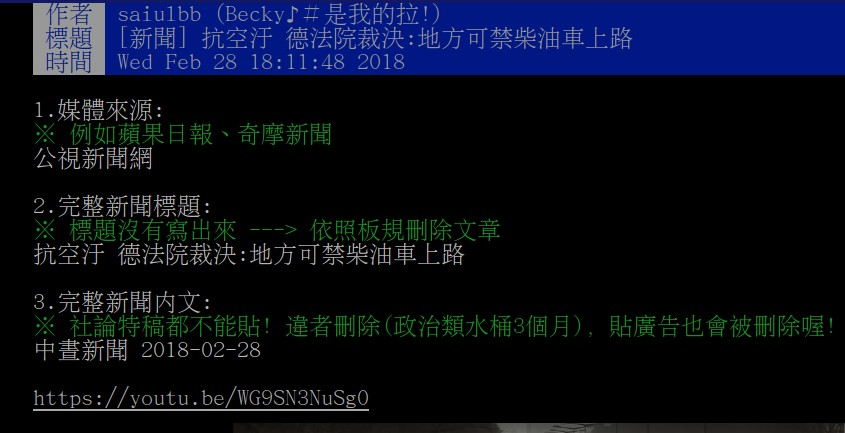 作者 saiulbb (Becky♪＃是我的拉!)
標題 [新聞] 抗空汙 德法院裁決:地方可禁柴油車上路
時間 Wed Feb 28 18:11:48 2018
1.媒體來源:
※ 例如蘋果日報、奇摩新聞
公視新聞網
2.完整新聞標題:
※ 標題沒有寫出來 ---> 依照板規刪除文章
抗空汙 德法院裁決:地方可禁柴油車上路
3.完整新聞內文:
※ 社論特稿都不能貼! 違者刪除(政治類水桶3個月), 貼廣告也會被刪除喔!
中晝新聞 2018-02-28
https://youtu.be/WG9SN3NuSg0